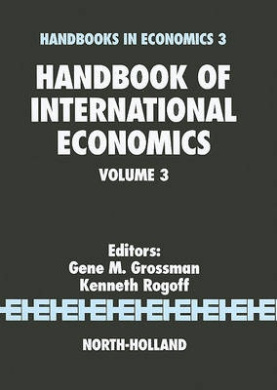 HANDBOOKS IN ECONOMICS 3
HANDBOOK OF
INTERNATIONAL
ECONOMICS
VOLUME 3
Editors:
Gene M. Grossman
Kenneth Rogoff
NORTH-HOLLAND